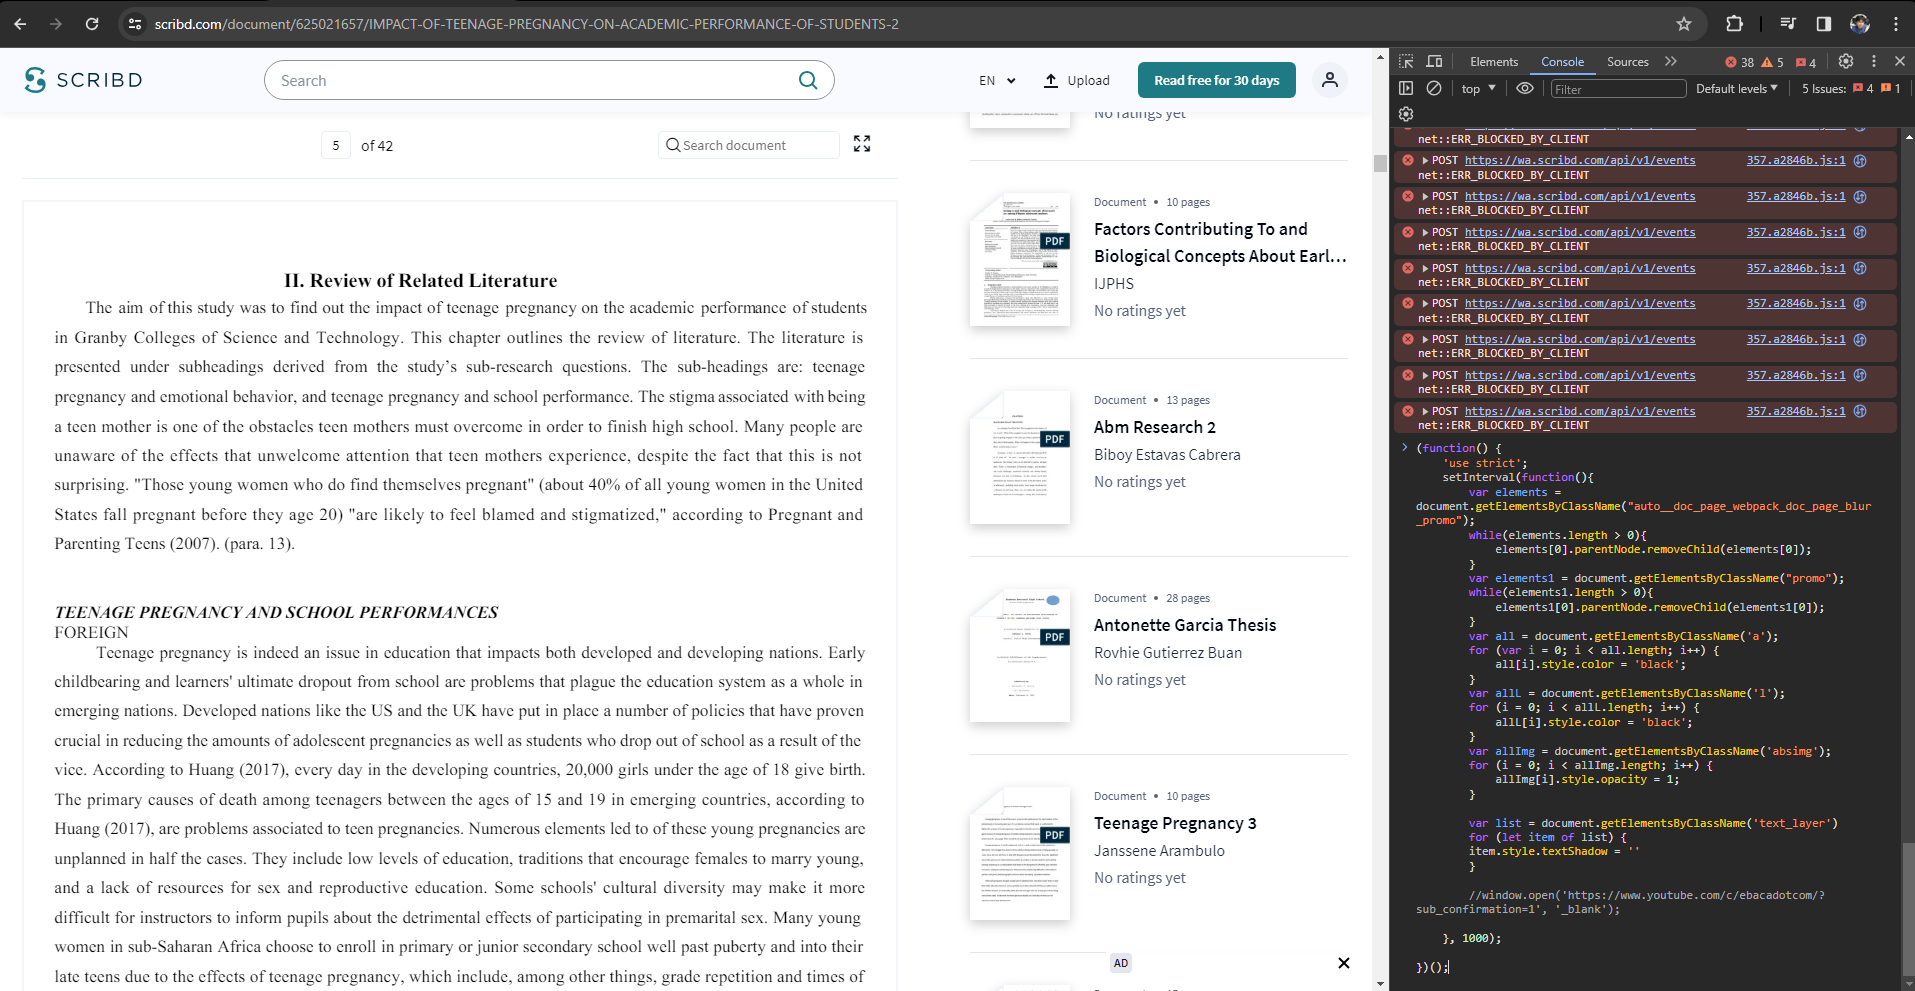 scribd.com/document/625021657/IMPACT-OF-TEENAGE-PREGNANCY-ON-ACADEMIC-PERFORMANCE-OF-STUDENTS-2
SCRIBD
Search
EN
Upload
Read free for 30 days
5 of 42
Search document
II. Review of Related Literature
The aim of this study was to find out the impact of teenage pregnancy on the academic performance of students
in Granby Colleges of Science and Technology. This chapter outlines the review of literature. The literature is
presented under subheadings derived from the study's sub-research questions. The sub-headings are: teenage
pregnancy and emotional behavior, and teenage pregnancy and school performance. The stigma associated with being
a teen mother is one of the obstacles teen mothers must overcome in order to finish high school. Many people are
unaware of the effects that unwelcome attention that teen mothers experience, despite the fact that this is not
surprising. "Those young women who do find themselves pregnant" (about 40% of all young women in the United
States fall pregnant before they age 20) "are likely to feel blamed and stigmatized," according to Pregnant and
Parenting Teens (2007). (para. 13).
TEENAGE PREGNANCY AND SCHOOL PERFORMANCES
FOREIGN
Teenage pregnancy is indeed an issue in education that impacts both developed and developing nations. Early
childbearing and learners' ultimate dropout from school are problems that plague the education system as a whole in
emerging nations. Developed nations like the US and the UK have put in place a number of policies that have proven
crucial in reducing the amounts of adolescent pregnancies as well as students who drop out of school as a result of the
vice. According to Huang (2017), every day in the developing countries, 20,000 girls under the age of 18 give birth.
The primary causes of death among teenagers between the ages of 15 and 19 in emerging countries, according to
Huang (2017), are problems associated to teen pregnancies. Numerous elements led to of these young pregnancies are
unplanned in half the cases. They include low levels of education, traditions that encourage females to marry young,
and a lack of resources for sex and reproductive education. Some schools' cultural diversity may make it more
difficult for instructors to inform pupils about the detrimental effects of participating in premarital sex. Many young
women in sub-Saharan Africa choose to enroll in primary or junior secondary school well past puberty and into their
late teens due to the effects of teenage pregnancy, which include, among other things, grade repetition and times of
No ratings yet
PDF
Document • 10 pages
Factors Contributing To and
Biological Concepts About Earl...
IJPHS
No ratings yet
PDF
Document • 13 pages
Abm Research 2
Biboy Estavas Cabrera
No ratings yet
PDF
Document • 28 pages
Antonette Garcia Thesis
Rovhie Gutierrez Buan
No ratings yet
PDF
Document • 10 pages
Teenage Pregnancy 3
Janssene Arambulo
No ratings yet
AD
Elements Console Sources 38 5 4
top Filter Default levels 5 Issues: 4 1
net::ERR_BLOCKED_BY_CLIENT
POST https://wa.scribd.com/api/v1/events 357.a2846b.js:1
net::ERR_BLOCKED_BY_CLIENT
POST https://wa.scribd.com/api/v1/events 357.a2846b.js:1
net::ERR_BLOCKED_BY_CLIENT
POST https://wa.scribd.com/api/v1/events 357.a2846b.js:1
net::ERR_BLOCKED_BY_CLIENT
POST https://wa.scribd.com/api/v1/events 357.a2846b.js:1
net::ERR_BLOCKED_BY_CLIENT
POST https://wa.scribd.com/api/v1/events 357.a2846b.js:1
net::ERR_BLOCKED_BY_CLIENT
POST https://wa.scribd.com/api/v1/events 357.a2846b.js:1
net::ERR_BLOCKED_BY_CLIENT
POST https://wa.scribd.com/api/v1/events 357.a2846b.js:1
net::ERR_BLOCKED_BY_CLIENT
POST https://wa.scribd.com/api/v1/events 357.a2846b.js:1
net::ERR_BLOCKED_BY_CLIENT
(function() {
'use strict';
setInterval(function(){
var elements =
document.getElementsByClassName("auto__doc_page_webpack_doc_page_blur
_promo");
while(elements.length > 0){
elements[0].parentNode.removeChild(elements[0]);
}
var elements1 = document.getElementsByClassName("promo");
while(elements1.length > 0){
elements1[0].parentNode.removeChild(elements1[0]);
}
var all = document.getElementsByClassName('a');
for (var i = 0; i < all.length; i++) {
all[i].style.color = 'black';
}
var allL = document.getElementsByClassName('l');
for (i = 0; i < allL.length; i++) {
allL[i].style.color = 'black';
}
var allImg = document.getElementsByClassName('absimg');
for (i = 0; i < allImg.length; i++) {
allImg[i].style.opacity = 1;
}
var list = document.getElementsByClassName('text_layer')
for (let item of list) {
item.style.textShadow = ''
}
//window.open('https://www.youtube.com/c/ebacadotcom/?
sub_confirmation=1', '_blank');
}, 1000);
})();